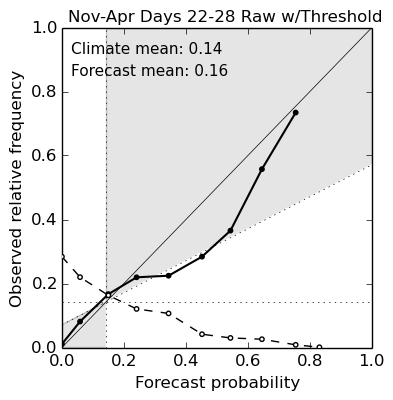 Nov-Apr Days 22-28 Raw w/Threshold
Climate mean: 0.14
Forecast mean: 0.16
Observed relative frequency
1.0
0.8
0.6
0.4
0.2
0.0
0.0 0.2 0.4 0.6 0.8 1.0
Forecast probability